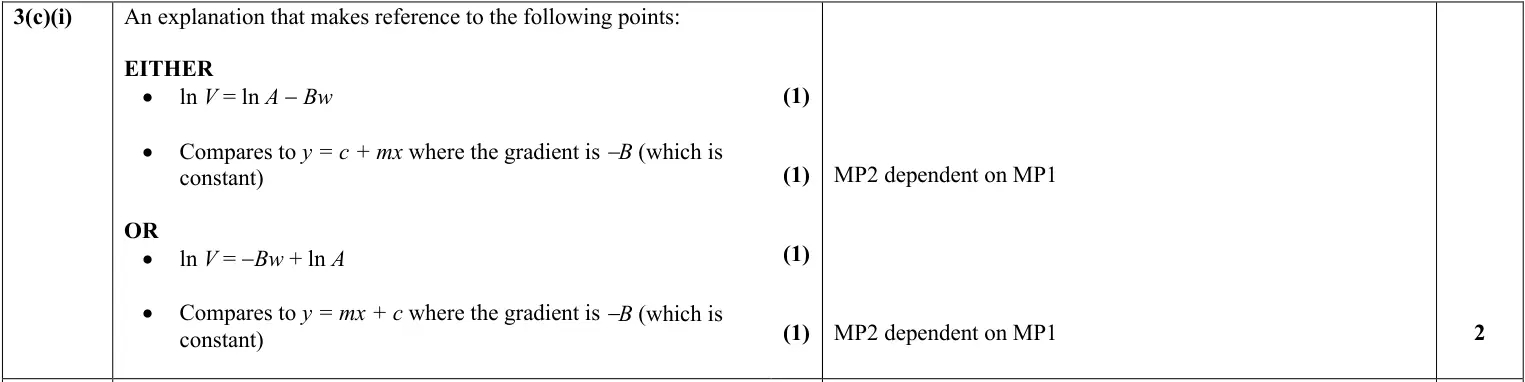 3(c)(i) An explanation that makes reference to the following points:
EITHER
• ln V = ln A – Bw (1)
• Compares to y = c + mx where the gradient is –B (which is
constant) (1) MP2 dependent on MP1
OR
• ln V = –Bw + ln A (1)
• Compares to y = mx + c where the gradient is –B (which is
constant) (1) MP2 dependent on MP1 2